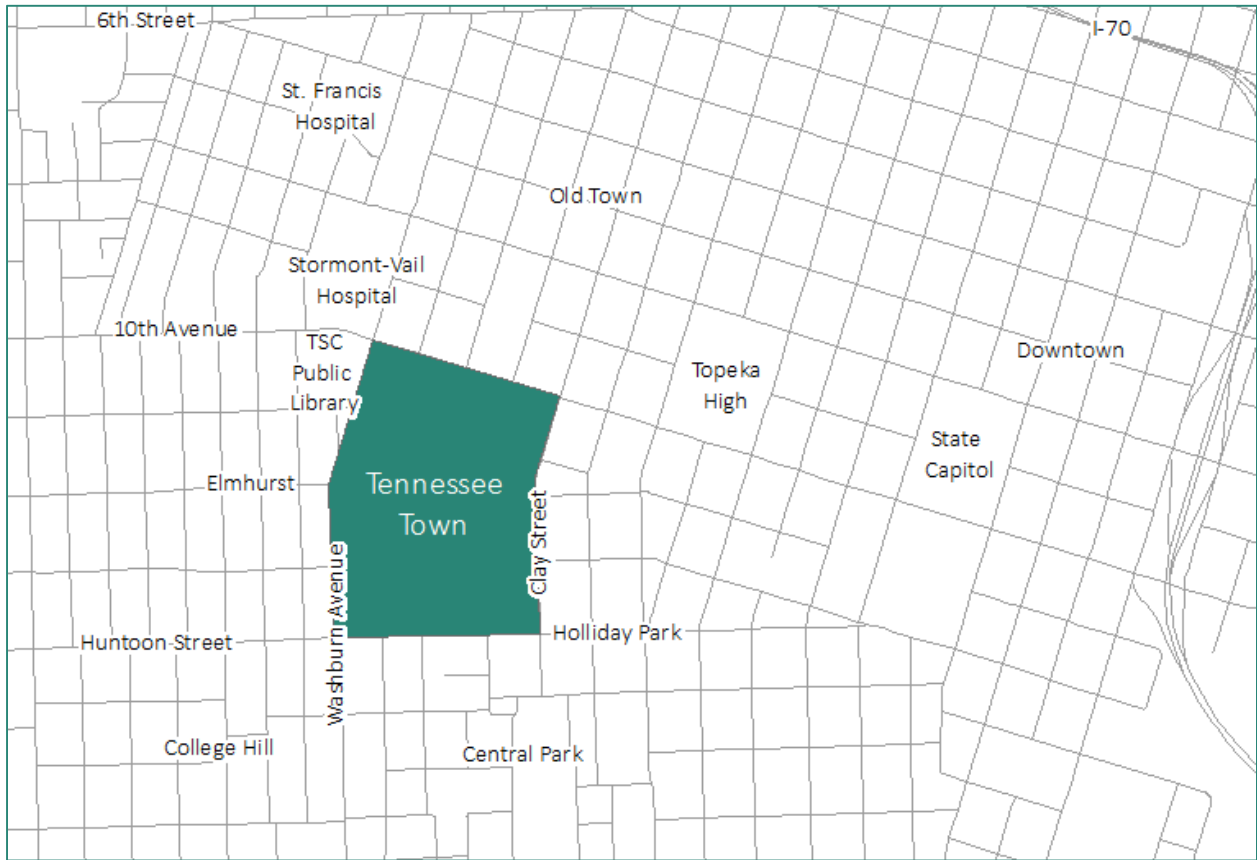 6th Street
I-70
St. Francis
Hospital
Old Town
Stormont-Vail
Hospital
10th Avenue
TSC
Public
Library
Downtown
Topeka
High
State
Capitol
Elmhurst
Tennessee
Town
Clay Street
Washburn Avenue
Huntoon Street
Holliday Park
College Hill
Central Park